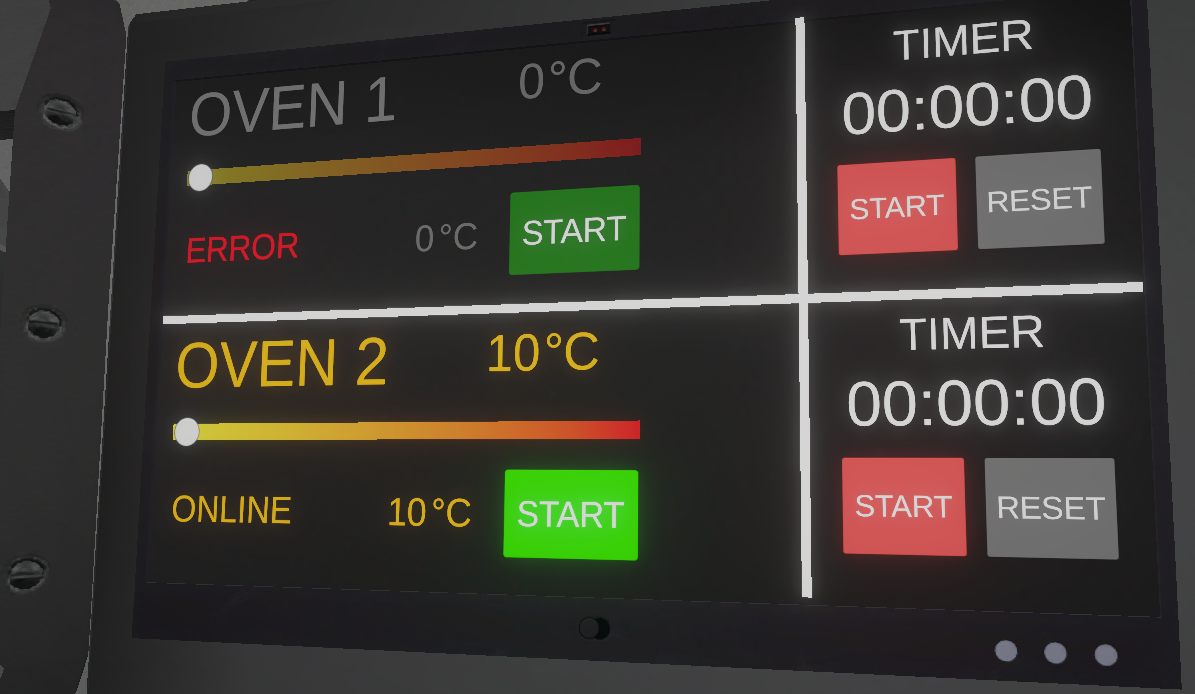 OVEN 1 0°C
ERROR 0°C START
TIMER
00:00:00
START RESET
OVEN 2 10°C
ONLINE 10°C START
TIMER
00:00:00
START RESET